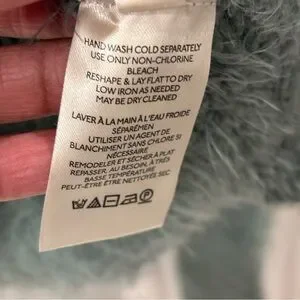 HAND WASH COLD SEPARATELY
USE ONLY NON-CHLORINE
BLEACH
RESHAPE & LAY FLAT TO DRY
LOW IRON AS NEEDED
MAY BE DRY CLEANED
LAVER À LA MAIN À L'EAU FROIDE
SÉPARÉMEN
UTILISER UN AGENT DE
BLANCHIMENT SANS CHLORE SI
NÉCESSAIRE
REMODELER ET SÉCHER À PLAT
REPASSER, AU BESOIN, À TRÈS
BASSE TEMPÉRATURE
PEUT-ÊTRE ÊTRE NETTOYÉS SEC